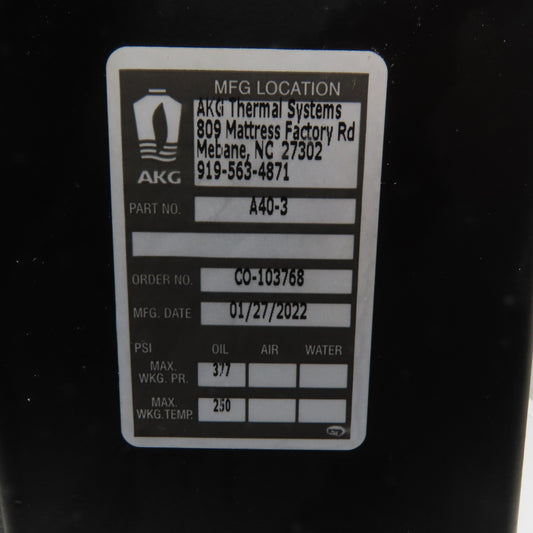 MFG LOCATION
AKG Thermal Systems
809 Mattress Factory Rd
Mebane, NC 27302
919-563-4871
AKG
PART NO. A40-3
ORDER NO. CO-103768
MFG. DATE 01/27/2022
PSI OIL AIR WATER
MAX.
WKG. PR. 377
MAX.
WKG.TEMP. 250